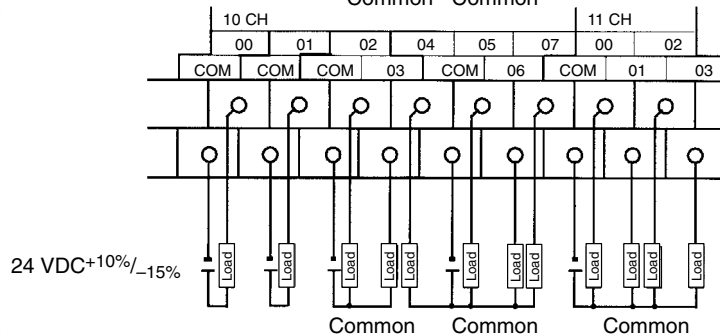 Common Common
10 CH 11 CH
00 01 02 04 05 07 00 02
COM COM COM 03 COM 06 COM 01 03
24 VDC+10%/–15% Load Load Load Load Load Load Load Load Load Load Load Load
Common Common Common